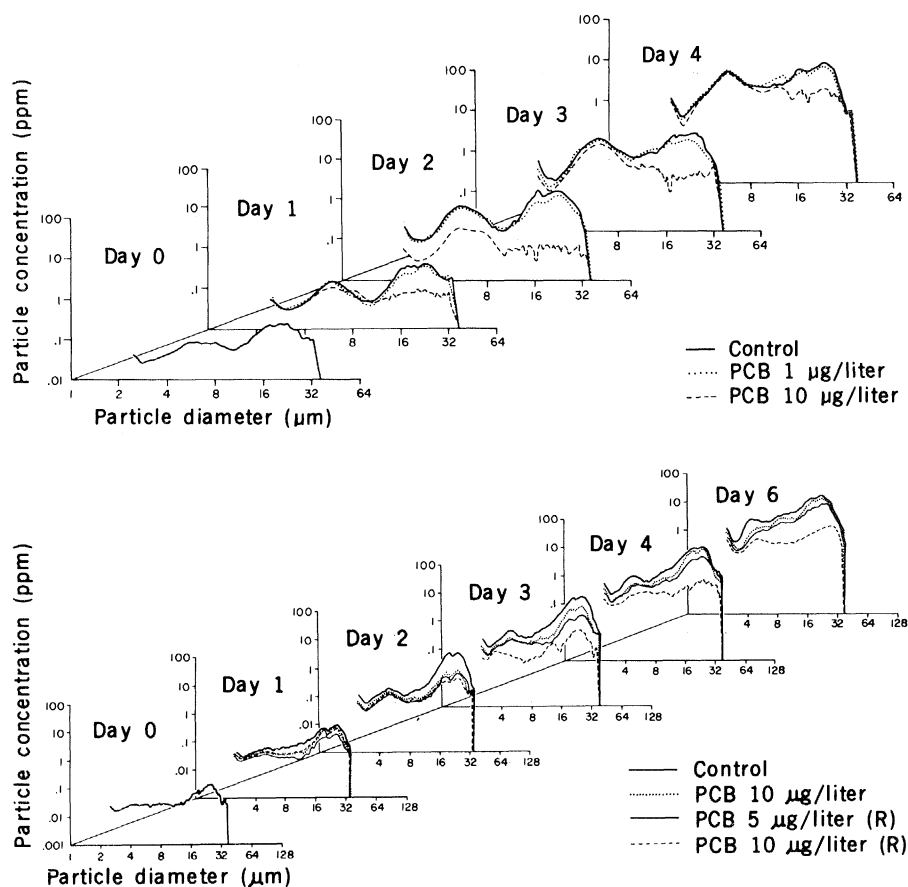 Particle concentration (ppm)
Day 0
100
10
1
.1
.01
1 2 4 8 16 32 64
Particle diameter (μm)
Day 1
100
10
1
.1
8 16 32 64
Day 2
100
10
1
.1
8 16 32 64
Day 3
100
10
1
.1
8 16 32 64
Day 4
100
10
1
8 16 32 64
Control
PCB 1 μg/liter
PCB 10 μg/liter
Particle concentration (ppm)
Day 0
100
10
1
.1
.01
.001
1 2 4 8 16 32 64 128
Particle diameter (μm)
Day 1
100
10
1
.1
.01
4 8 16 32 64 128
Day 2
100
10
1
.1
.01
4 8 16 32 64 128
Day 3
100
10
1
.1
4 8 16 32 64 128
Day 4
100
10
1
.1
4 8 16 32 64 128
Day 6
100
10
1
4 8 16 32 64 128
Control
PCB 10 μg/liter
PCB 5 μg/liter (R)
PCB 10 μg/liter (R)